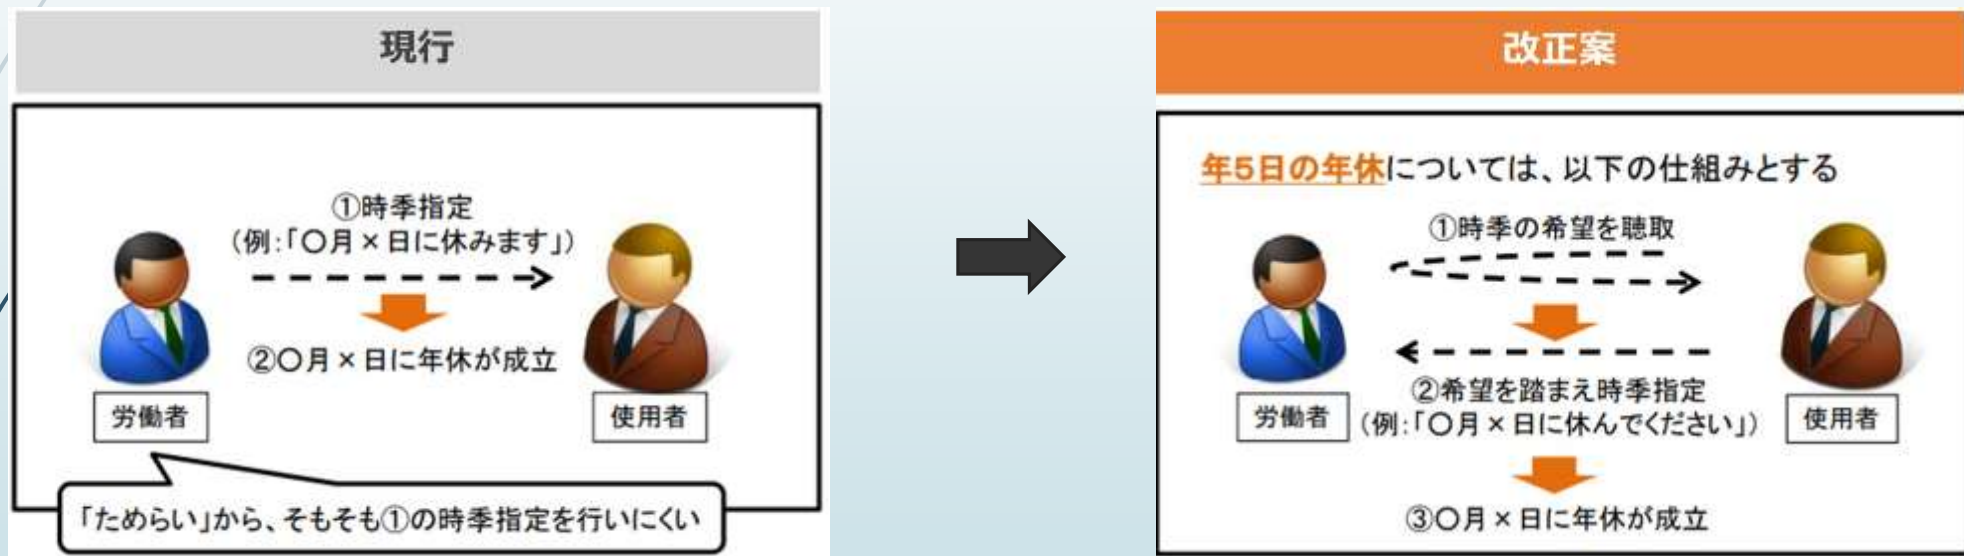 現行
①時季指定
(例:「〇月×日に休みます」)
②〇月×日に年休が成立
労働者
使用者
「ためらい」から、そもそも①の時季指定を行いにくい
改正案
年5日の年休については、以下の仕組みとする
①時季の希望を聴取
②希望を踏まえ時季指定
(例:「〇月×日に休んでください」)
労働者
使用者
③〇月×日に年休が成立